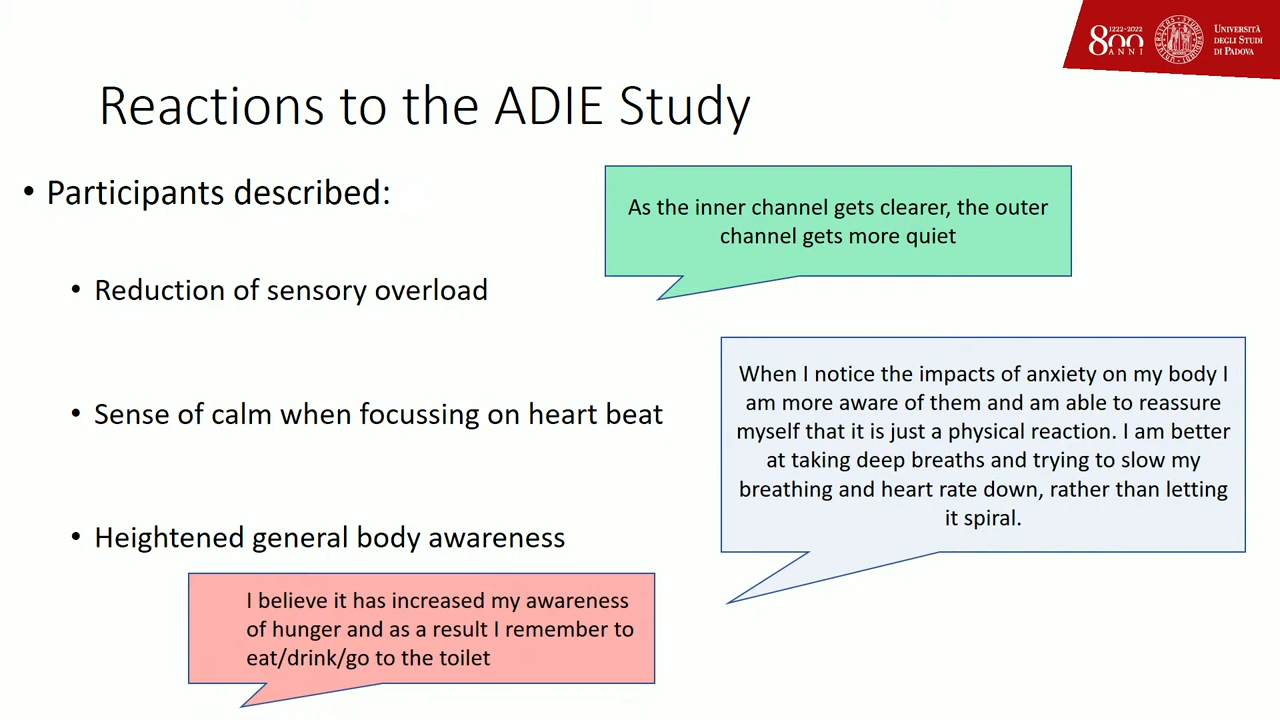 1222·2022
800
ANNI
UNIVERSITÀ
DEGLI STUDI
DI PADOVA
Reactions to the ADIE Study
• Participants described:
As the inner channel gets clearer, the outer
channel gets more quiet
• Reduction of sensory overload
When I notice the impacts of anxiety on my body I
am more aware of them and am able to reassure
myself that it is just a physical reaction. I am better
at taking deep breaths and trying to slow my
breathing and heart rate down, rather than letting
it spiral.
• Sense of calm when focussing on heart beat
• Heightened general body awareness
I believe it has increased my awareness
of hunger and as a result I remember to
eat/drink/go to the toilet